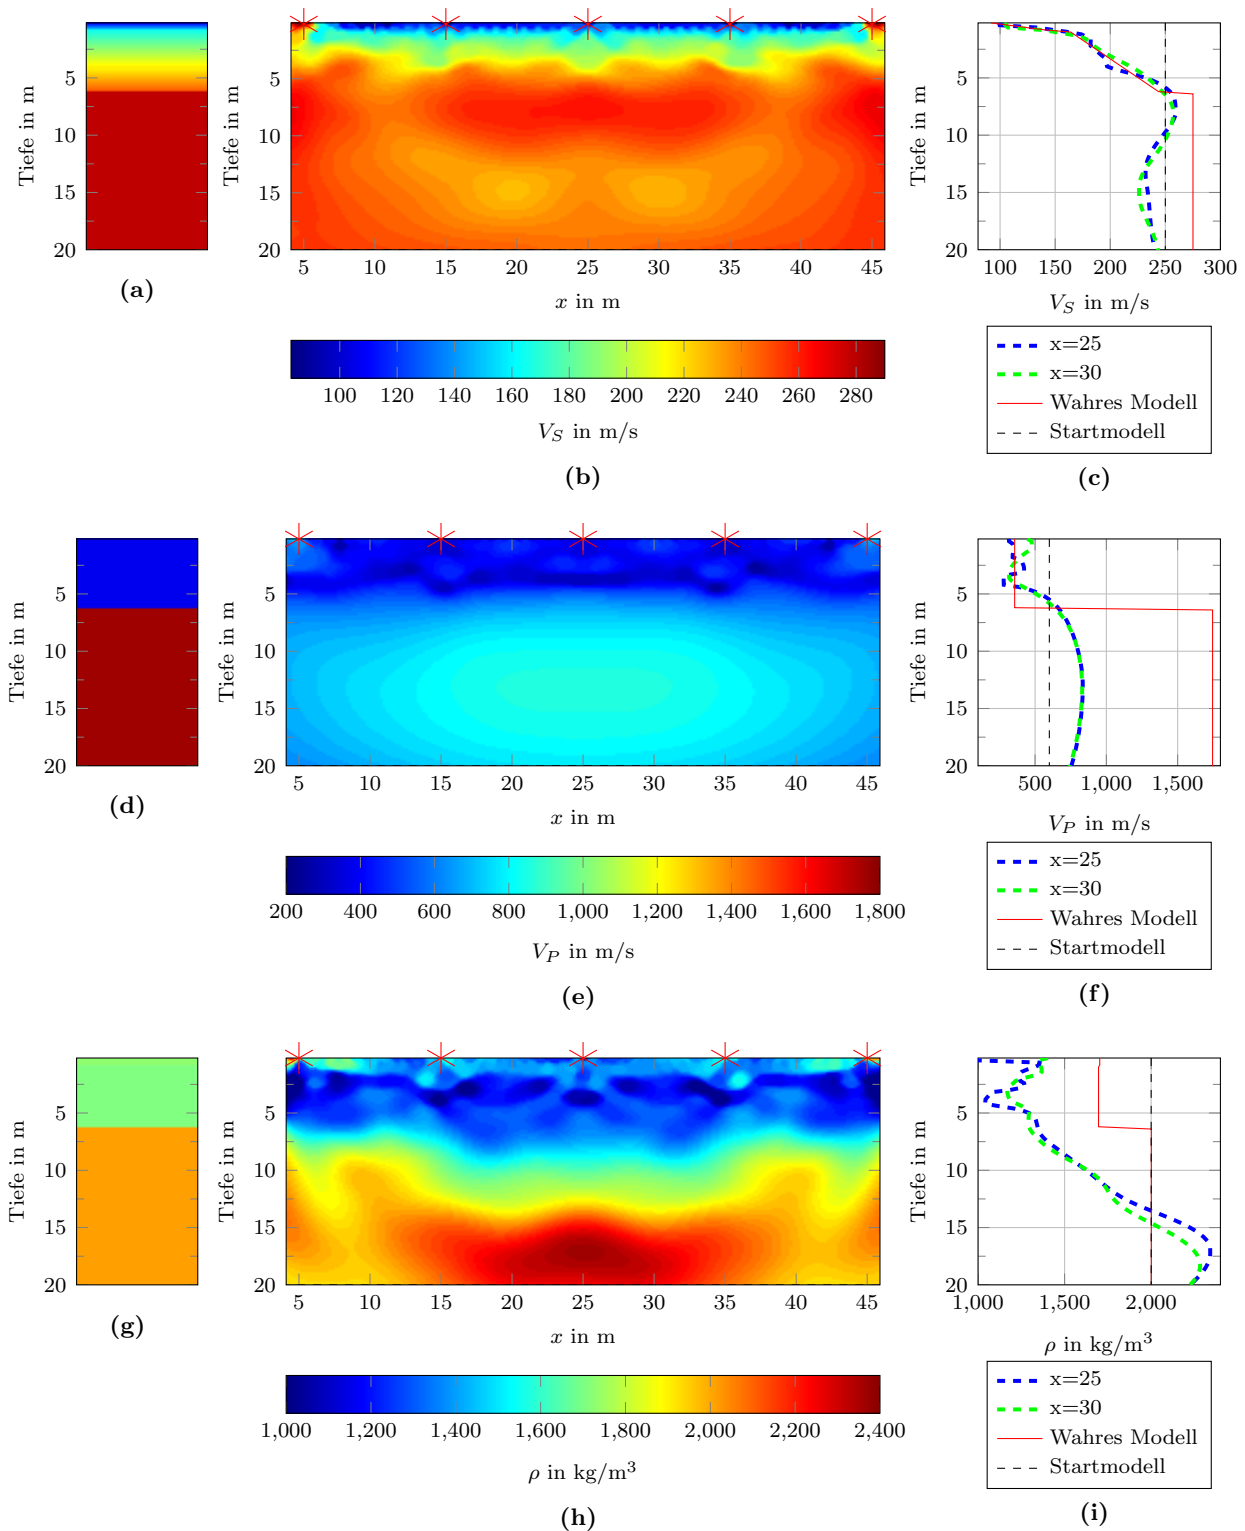 5
10
15
20
Tiefe in m
(a)
5
10
15
20
Tiefe in m
5 10 15 20 25 30 35 40 45
x in m
100 120 140 160 180 200 220 240 260 280
V_S in m/s
(b)
5
10
15
20
Tiefe in m
100 150 200 250 300
V_S in m/s
x=25
x=30
Wahres Modell
Startmodell
(c)
5
10
15
20
Tiefe in m
(d)
5
10
15
20
Tiefe in m
5 10 15 20 25 30 35 40 45
x in m
200 400 600 800 1,000 1,200 1,400 1,600 1,800
V_P in m/s
(e)
5
10
15
20
Tiefe in m
500 1,000 1,500
V_P in m/s
x=25
x=30
Wahres Modell
Startmodell
(f)
5
10
15
20
Tiefe in m
(g)
5
10
15
20
Tiefe in m
5 10 15 20 25 30 35 40 45
x in m
1,000 1,200 1,400 1,600 1,800 2,000 2,200 2,400
ρ in kg/m³
(h)
5
10
15
20
Tiefe in m
1,000 1,500 2,000
ρ in kg/m³
x=25
x=30
Wahres Modell
Startmodell
(i)